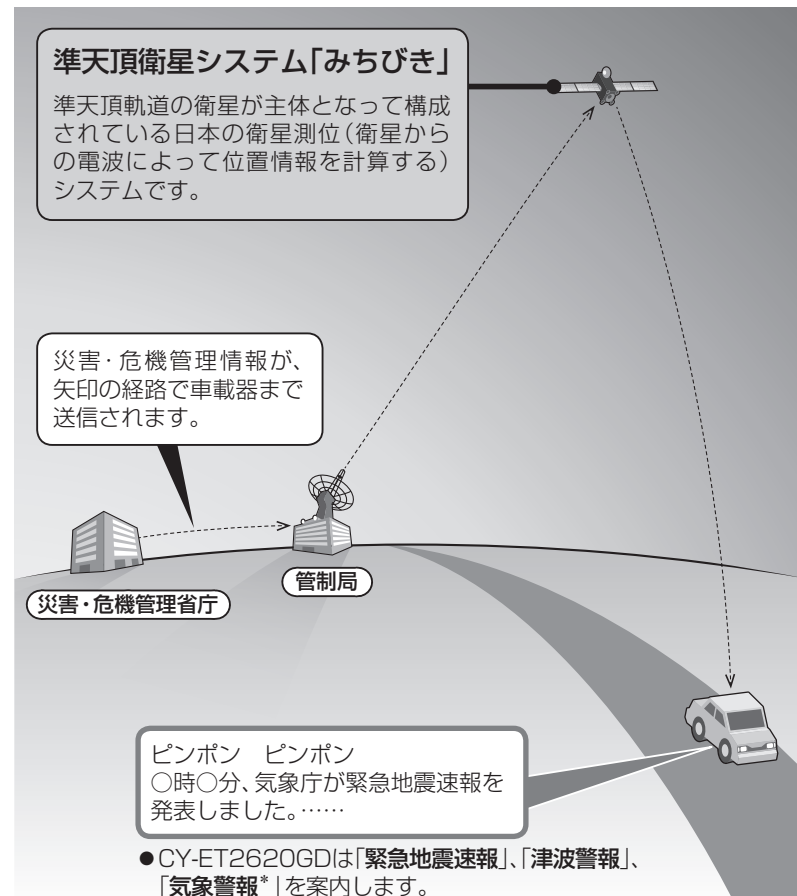 準天頂衛星システム「みちびき」
準天頂軌道の衛星が主体となって構成
されている日本の衛星測位（衛星から
の電波によって位置情報を計算する）
システムです。
災害・危機管理情報が、
矢印の経路で車載器まで
送信されます。
災害・危機管理省庁
管制局
ピンポン　ピンポン
○時○分、気象庁が緊急地震速報を
発表しました。……
●CY-ET2620GDは「緊急地震速報」、「津波警報」、
「気象警報*」を案内します。